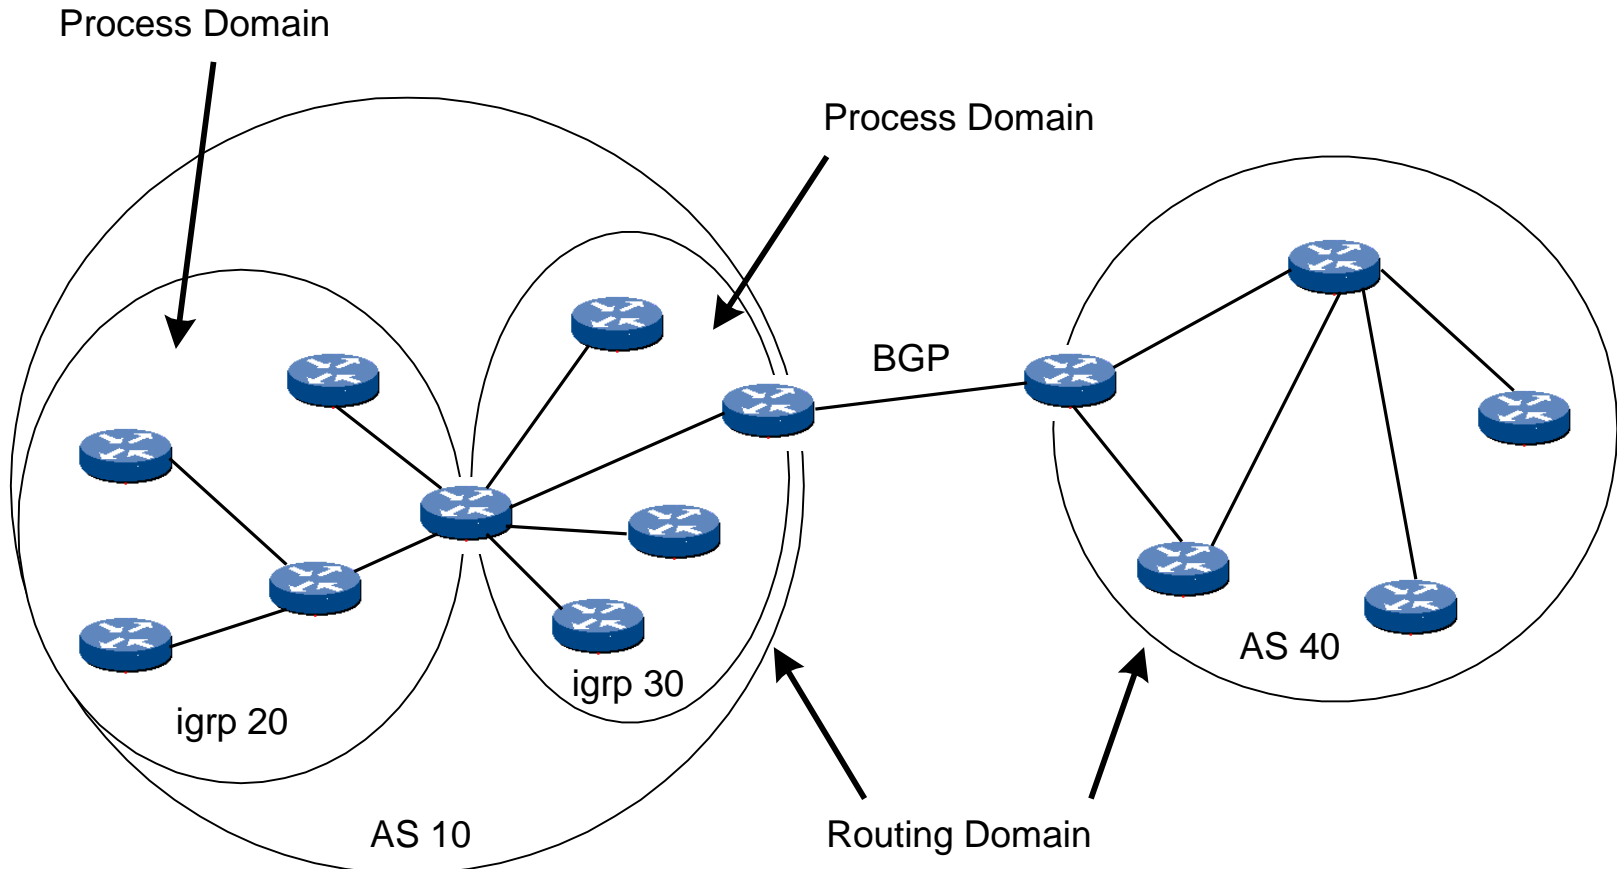 Process Domain
Process Domain
BGP
igrp 20
igrp 30
AS 40
AS 10
Routing Domain